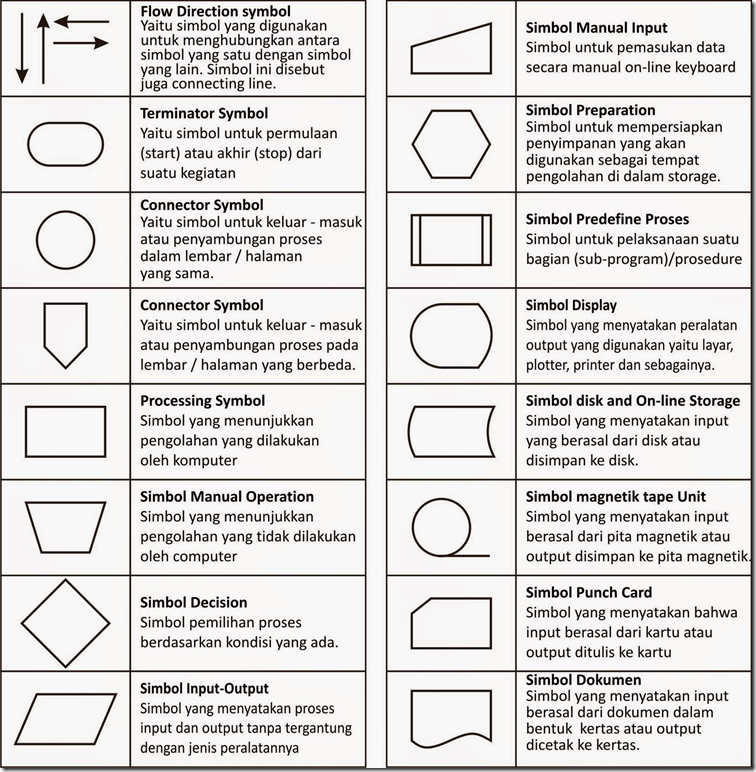 Flow Direction symbol
Yaitu simbol yang digunakan
untuk menghubungkan antara
simbol yang satu dengan simbol
yang lain. Simbol ini disebut
juga connecting line.
Terminator Symbol
Yaitu simbol untuk permulaan
(start) atau akhir (stop) dari
suatu kegiatan
Connector Symbol
Yaitu simbol untuk keluar - masuk
atau penyambungan proses
dalam lembar / halaman
yang sama.
Connector Symbol
Yaitu simbol untuk keluar - masuk
atau penyambungan proses pada
lembar / halaman yang berbeda.
Processing Symbol
Simbol yang menunjukkan
pengolahan yang dilakukan
oleh komputer
Simbol Manual Operation
Simbol yang menunjukkan
pengolahan yang tidak dilakukan
oleh computer
Simbol Decision
Simbol pemilihan proses
berdasarkan kondisi yang ada.
Simbol Input-Output
Simbol yang menyatakan proses
input dan output tanpa tergantung
dengan jenis peralatannya
Simbol Manual Input
Simbol untuk pemasukan data
secara manual on-line keyboard
Simbol Preparation
Simbol untuk mempersiapkan
penyimpanan yang akan
digunakan sebagai tempat
pengolahan di dalam storage.
Simbol Predefine Proses
Simbol untuk pelaksanaan suatu
bagian (sub-program)/prosedure
Simbol Display
Simbol yang menyatakan peralatan
output yang digunakan yaitu layar,
plotter, printer dan sebagainya.
Simbol disk and On-line Storage
Simbol yang menyatakan input
yang berasal dari disk atau
disimpan ke disk.
Simbol magnetik tape Unit
Simbol yang menyatakan input
berasal dari pita magnetik atau
output disimpan ke pita magnetik.
Simbol Punch Card
Simbol yang menyatakan bahwa
input berasal dari kartu atau
output ditulis ke kartu
Simbol Dokumen
Simbol yang menyatakan input
berasal dari dokumen dalam
bentuk kertas atau output
dicetak ke kertas.